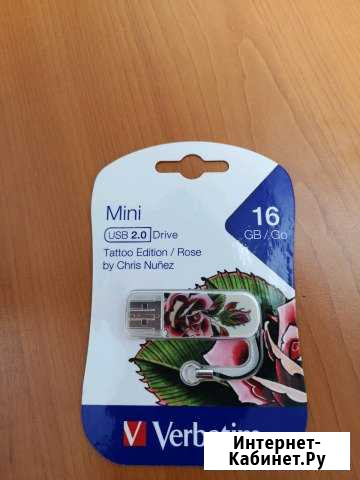 Mini
USB 2.0 Drive
Tattoo Edition / Rose
by Chris Nuñez
16
GB/Go
Verbatim
Интернет-
Кабинет.Ру